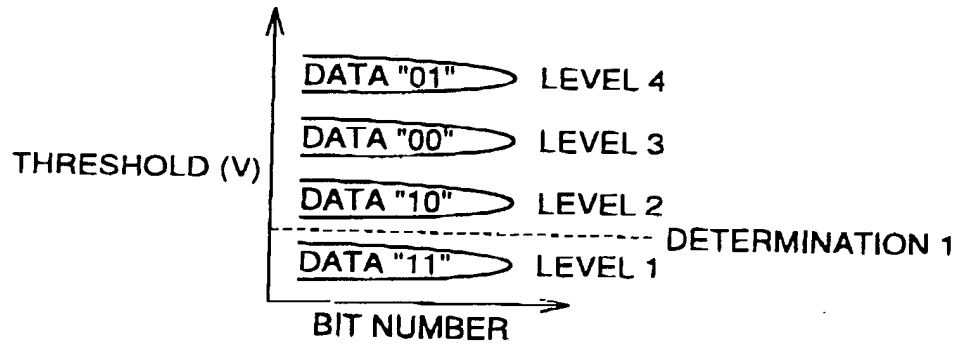 DATA "01" LEVEL 4
DATA "00" LEVEL 3
THRESHOLD (V)
DATA "10" LEVEL 2
DETERMINATION 1
DATA "11" LEVEL 1
BIT NUMBER